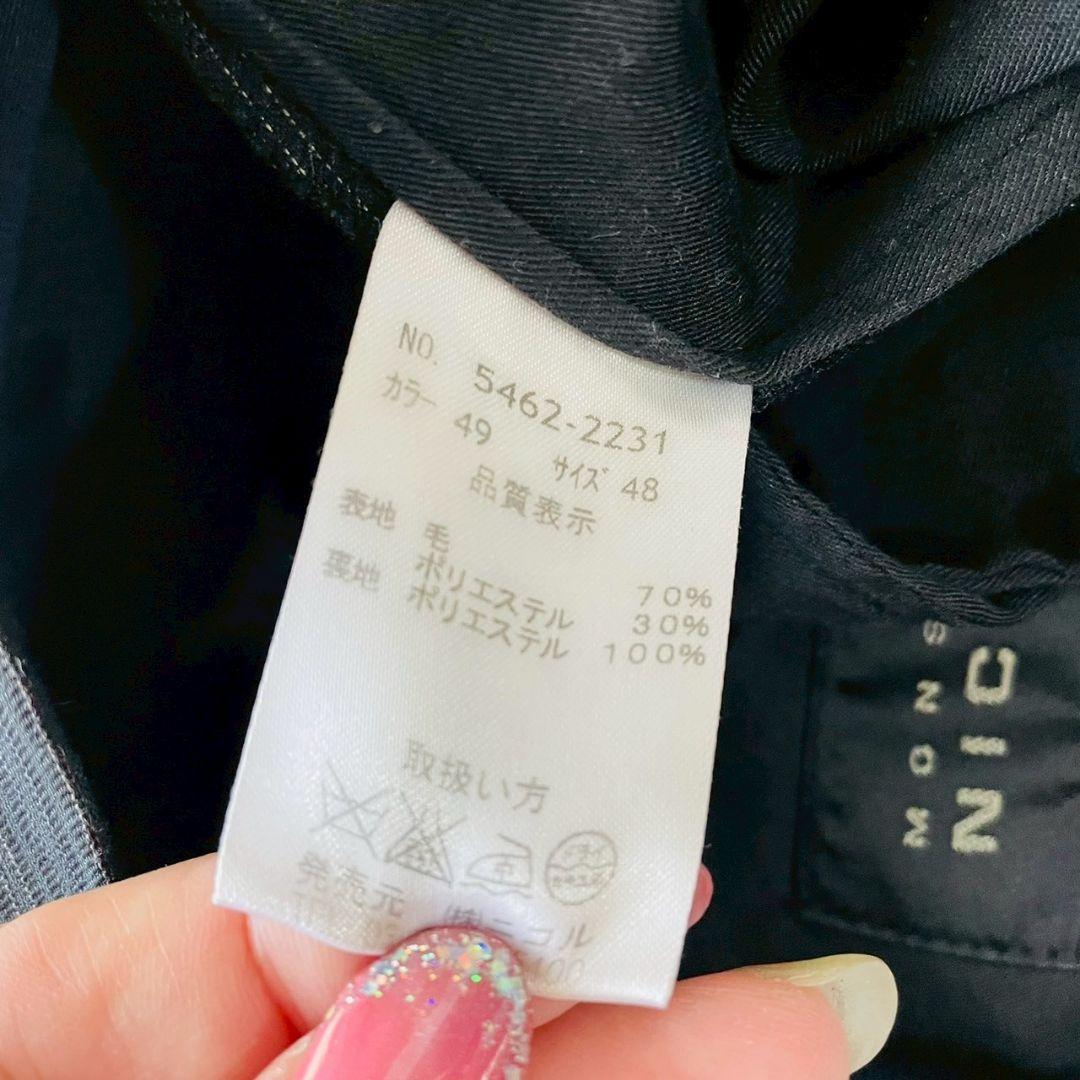 NO. 5462-2231
カラー 49 サイズ 48
品質表示
表地 毛 70%
ポリエステル 30%
裏地 ポリエステル 100%
取扱い方
発売元 (株)ニコル
MONS
NIC